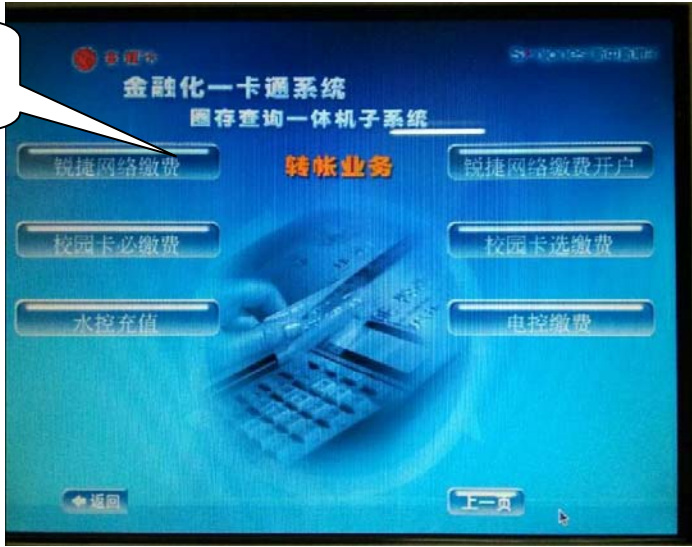 金融化一卡通系统
圈存查询一体机子系统
转帐业务
锐捷网络缴费
锐捷网络缴费开户
校园卡必缴费
校园卡选缴费
水控充值
电控缴费
返回
上一页